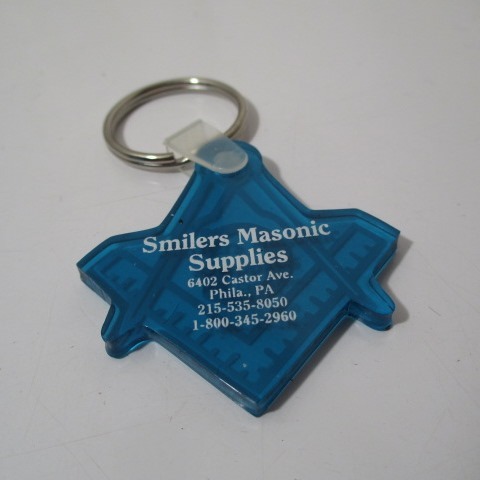 Smilers Masonic
Supplies
6402 Castor Ave.
Phila., PA
215-535-8050
1-800-345-2960